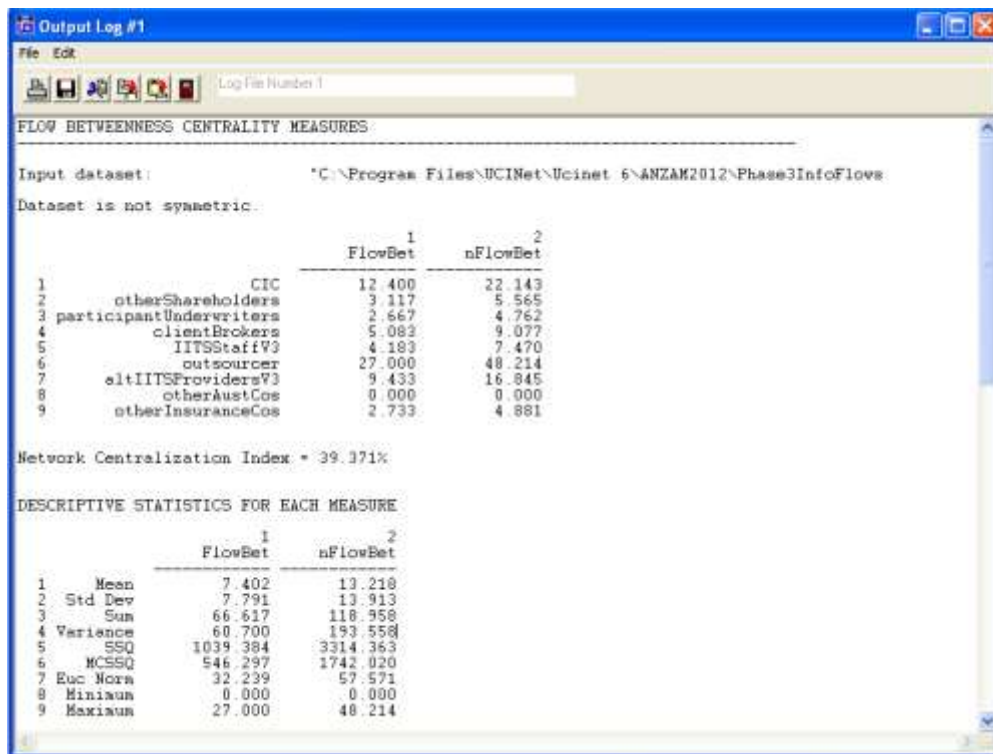 Output Log #1
File Edit
Log File Number 1
FLOW BETWEENNESS CENTRALITY MEASURES
Input dataset: "C:\Program Files\UCINet\Ucinet 6\ANZAM2012\Phase3InfoFlows
Dataset is not symmetric.
1 2
FlowBet nFlowBet
1 CIC 12.400 22.143
2 otherShareholders 3.117 5.565
3 participantUnderwriters 2.667 4.762
4 clientBrokers 5.083 9.077
5 IITSStaffV3 4.183 7.470
6 outsourcer 27.000 48.214
7 altIITSProvidersV3 9.433 16.845
8 otherAustCos 0.000 0.000
9 otherInsuranceCos 2.733 4.881
Network Centralization Index = 39.371%
DESCRIPTIVE STATISTICS FOR EACH MEASURE
1 2
FlowBet nFlowBet
1 Mean 7.402 13.218
2 Std Dev 7.791 13.913
3 Sum 66.617 118.958
4 Variance 60.700 193.558
5 SSQ 1039.384 3314.363
6 MCSSQ 546.297 1742.020
7 Euc Norm 32.239 57.571
8 Minimum 0.000 0.000
9 Maximum 27.000 48.214